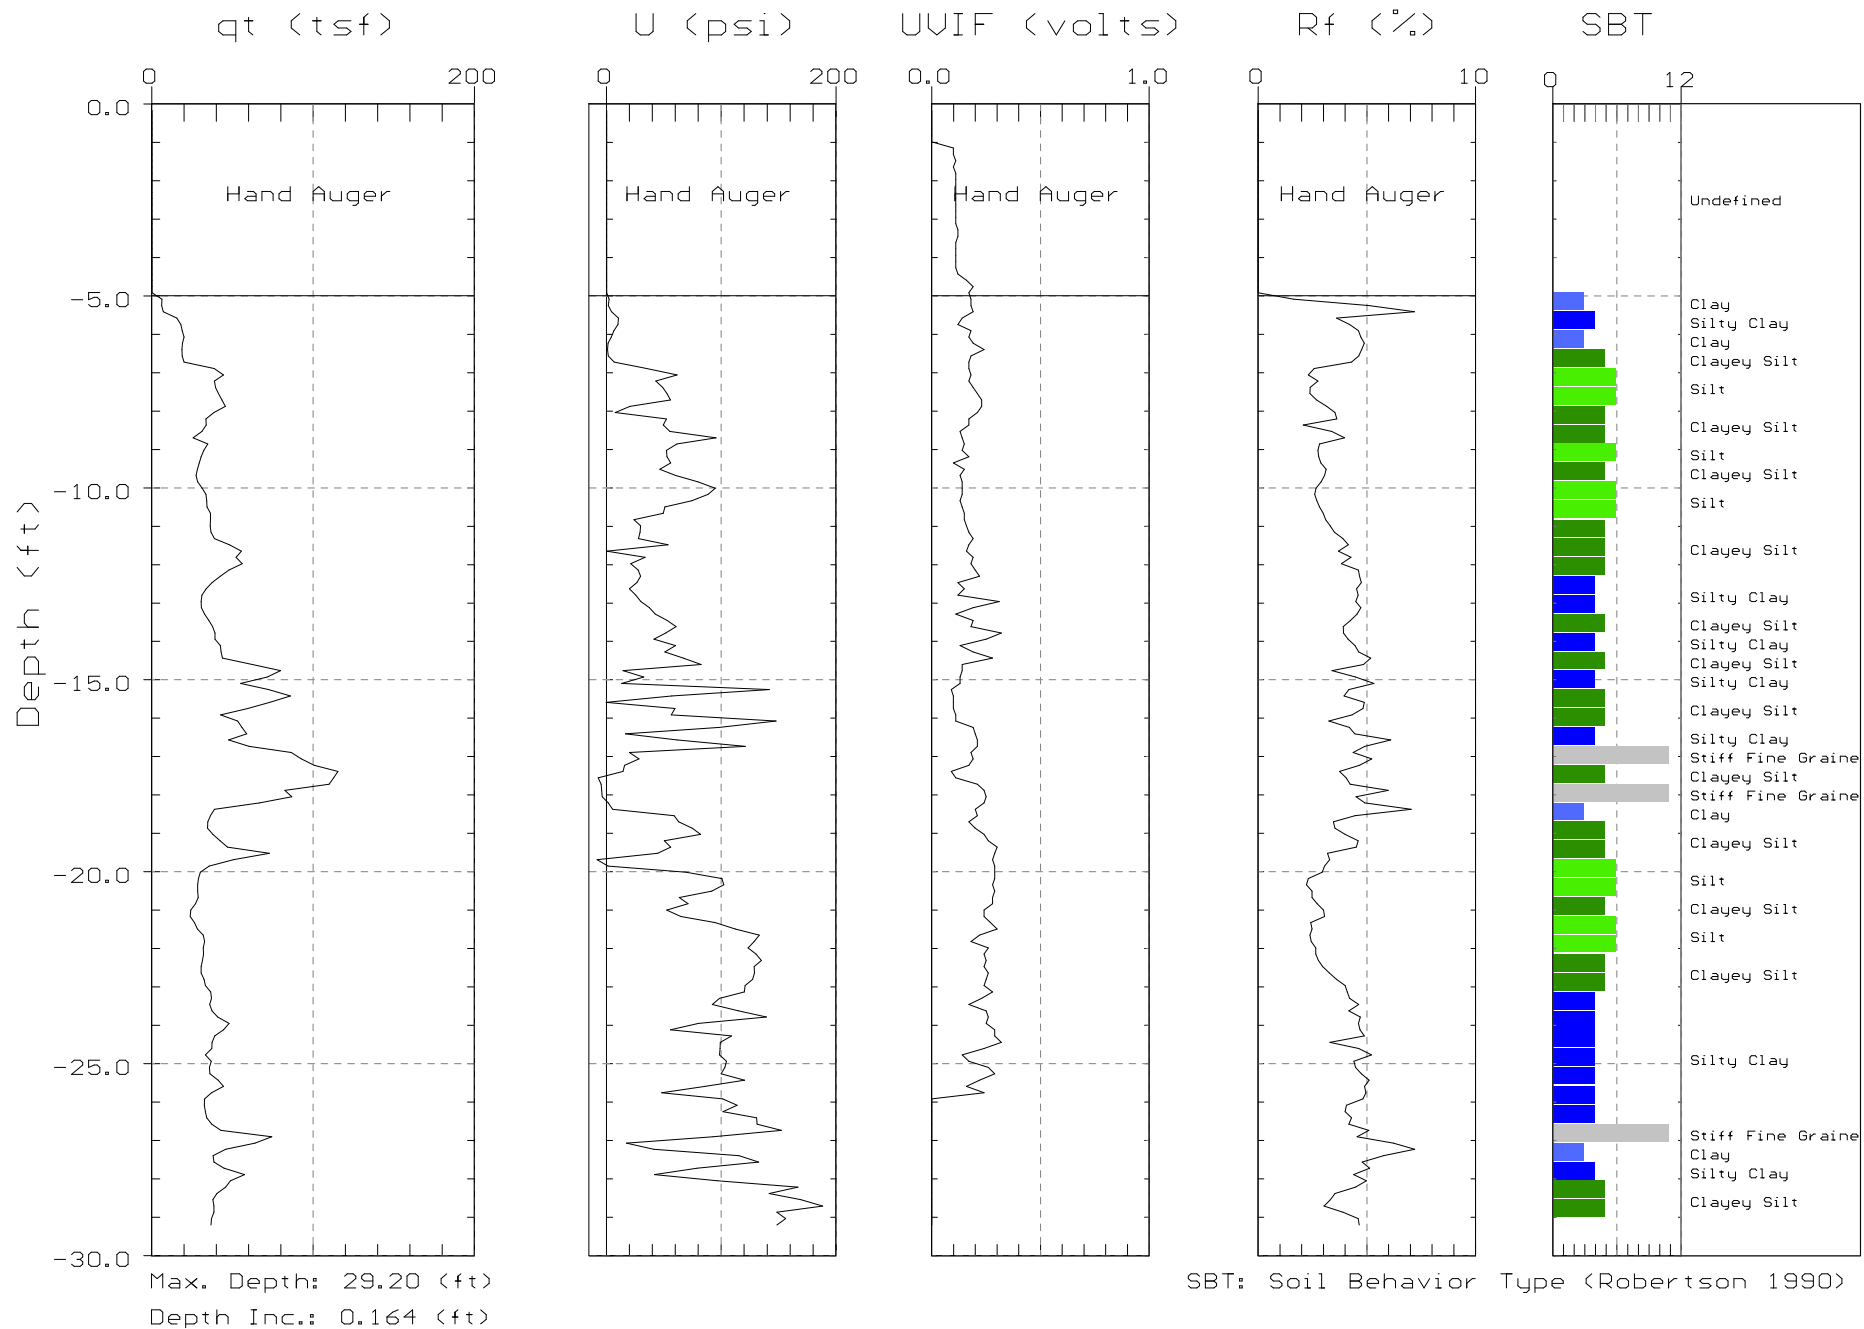 qt (tsf) U (psi) UVIF (volts) Rf (%) SBT
0 200 0 200 0.0 1.0 0 10 0 12
0.0
Hand Auger Hand Auger Hand Auger Hand Auger
Undefined
-5.0
Clay
Silty Clay
Clay
Clayey Silt
Silt
Clayey Silt
Silt
Clayey Silt
-10.0
Silt
Clayey Silt
Silty Clay
Clayey Silt
Silty Clay
Clayey Silt
-15.0
Silty Clay
Clayey Silt
Silty Clay
Stiff Fine Graine
Clayey Silt
Stiff Fine Graine
Clay
Clayey Silt
-20.0
Silt
Clayey Silt
Silt
Clayey Silt
-25.0
Silty Clay
Stiff Fine Graine
Clay
Silty Clay
Clayey Silt
-30.0
Depth (ft)
Max. Depth: 29.20 (ft)
Depth Inc.: 0.164 (ft)
SBT: Soil Behavior Type (Robertson 1990)